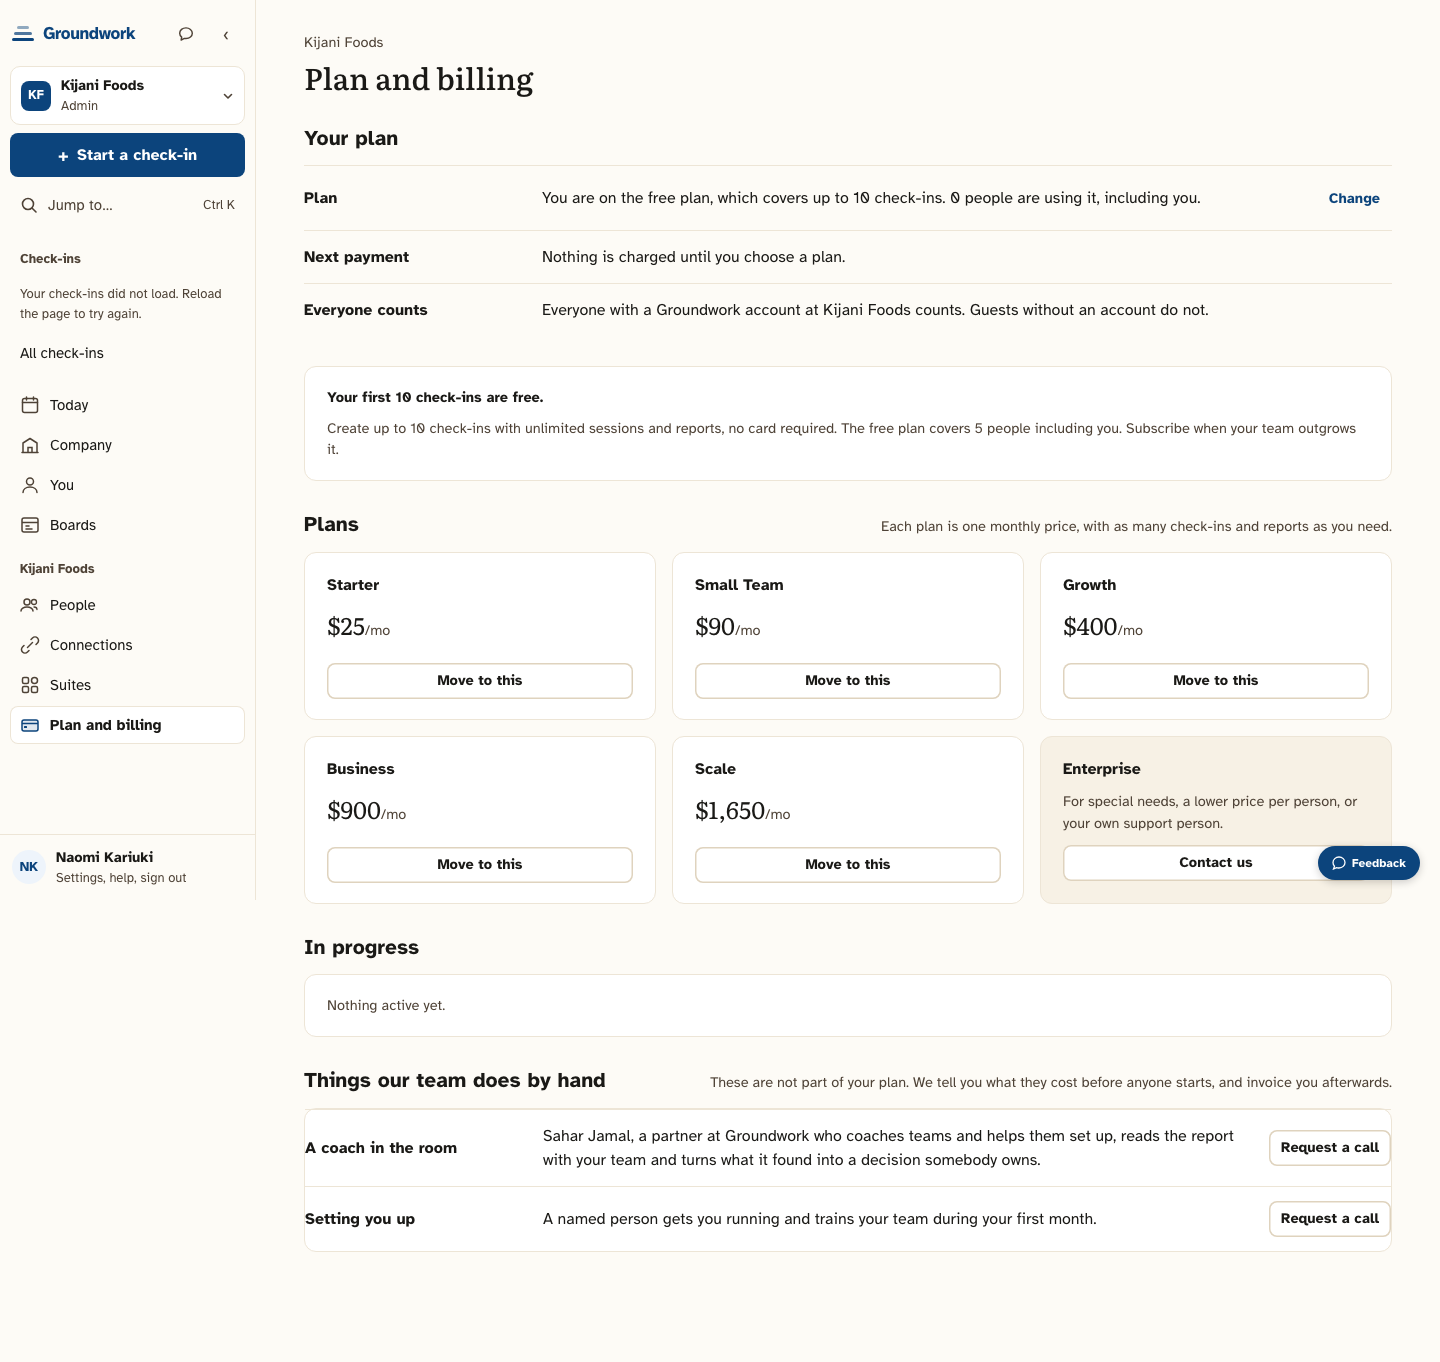 Groundwork
KF
Kijani Foods
Admin
+ Start a check-in
Jump to...
Ctrl K
Check-ins
Your check-ins did not load. Reload
the page to try again.
All check-ins
Today
Company
You
Boards
Kijani Foods
People
Connections
Suites
Plan and billing
NK
Naomi Kariuki
Settings, help, sign out
Kijani Foods
Plan and billing
Your plan
Plan
You are on the free plan, which covers up to 10 check-ins. 0 people are using it, including you.
Change
Next payment
Nothing is charged until you choose a plan.
Everyone counts
Everyone with a Groundwork account at Kijani Foods counts. Guests without an account do not.
Your first 10 check-ins are free.
Create up to 10 check-ins with unlimited sessions and reports, no card required. The free plan covers 5 people including you. Subscribe when your team outgrows
it.
Plans
Each plan is one monthly price, with as many check-ins and reports as you need.
Starter
$25/mo
Move to this
Small Team
$90/mo
Move to this
Growth
$400/mo
Move to this
Business
$900/mo
Move to this
Scale
$1,650/mo
Move to this
Enterprise
For special needs, a lower price per person, or
your own support person.
Contact us
Feedback
In progress
Nothing active yet.
Things our team does by hand
These are not part of your plan. We tell you what they cost before anyone starts, and invoice you afterwards.
A coach in the room
Sahar Jamal, a partner at Groundwork who coaches teams and helps them set up, reads the report
with your team and turns what it found into a decision somebody owns.
Request a call
Setting you up
A named person gets you running and trains your team during your first month.
Request a call